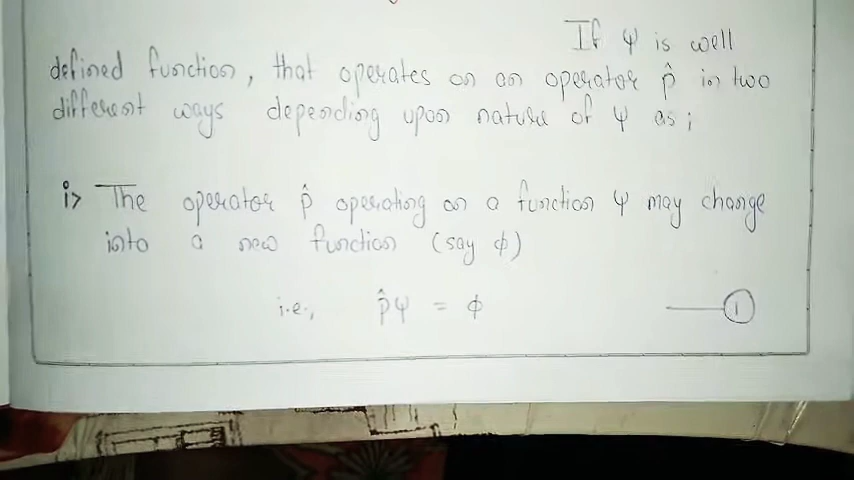 If ψ is well
defined function, that operates on an operator p̂ in two
different ways depending upon nature of ψ as;
i> The operator p̂ operating on a function ψ may change
into a new function (say ϕ)
i.e., p̂ψ = ϕ —— ①